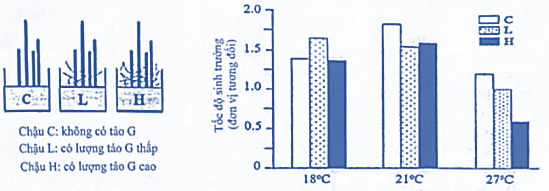 C
L
H
Chậu C: không có tảo G
Chậu L: có lượng tảo G thấp
Chậu H: có lượng tảo G cao
Tốc độ sinh trưởng
(đơn vị tương đối)
2.0
1.5
1.0
0.5
0
18°C
21°C
27°C
C
L
H